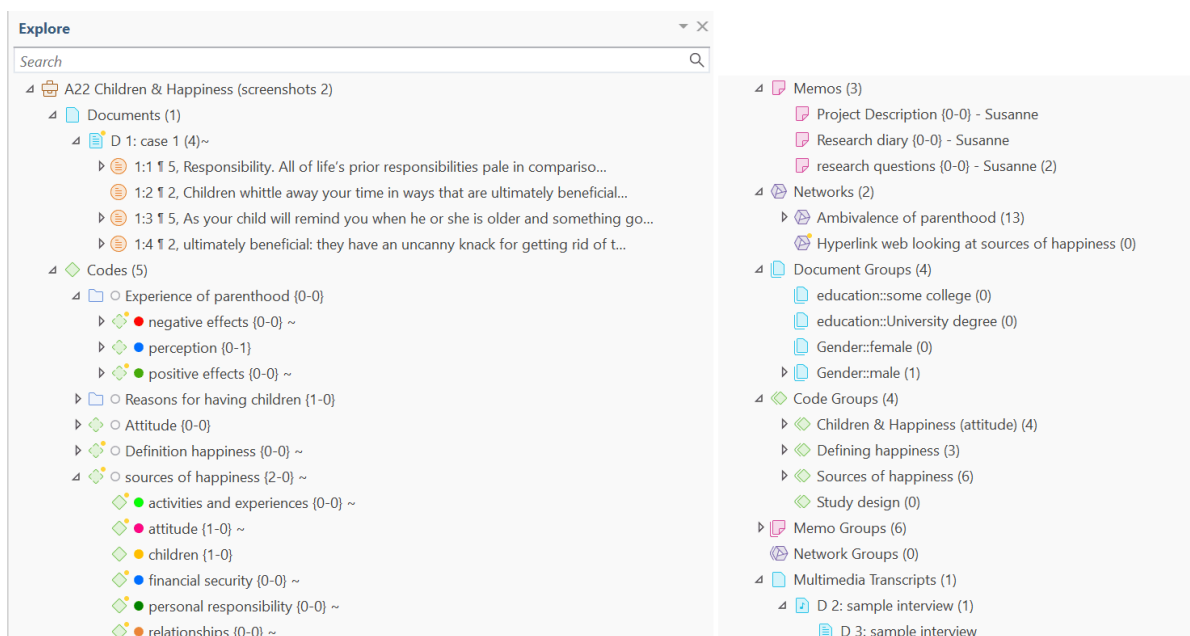 Explore
Search
A22 Children & Happiness (screenshots 2)
Documents (1)
D 1: case 1 (4)~
1:1 ¶ 5, Responsibility. All of life's prior responsibilities pale in compariso...
1:2 ¶ 2, Children whittle away your time in ways that are ultimately beneficial...
1:3 ¶ 5, As your child will remind you when he or she is older and something go...
1:4 ¶ 2, ultimately beneficial: they have an uncanny knack for getting rid of t...
Codes (5)
Experience of parenthood {0-0}
negative effects {0-0} ~
perception {0-1}
positive effects {0-0} ~
Reasons for having children {1-0}
Attitude {0-0}
Definition happiness {0-0} ~
sources of happiness {2-0} ~
activities and experiences {0-0} ~
attitude {1-0} ~
children {1-0}
financial security {0-0} ~
personal responsibility {0-0} ~
relationships {0-0} ~
Memos (3)
Project Description {0-0} - Susanne
Research diary {0-0} - Susanne
research questions {0-0} - Susanne (2)
Networks (2)
Ambivalence of parenthood (13)
Hyperlink web looking at sources of happiness (0)
Document Groups (4)
education::some college (0)
education::University degree (0)
Gender::female (0)
Gender::male (1)
Code Groups (4)
Children & Happiness (attitude) (4)
Defining happiness (3)
Sources of happiness (6)
Study design (0)
Memo Groups (6)
Network Groups (0)
Multimedia Transcripts (1)
D 2: sample interview (1)
D 3: sample interview